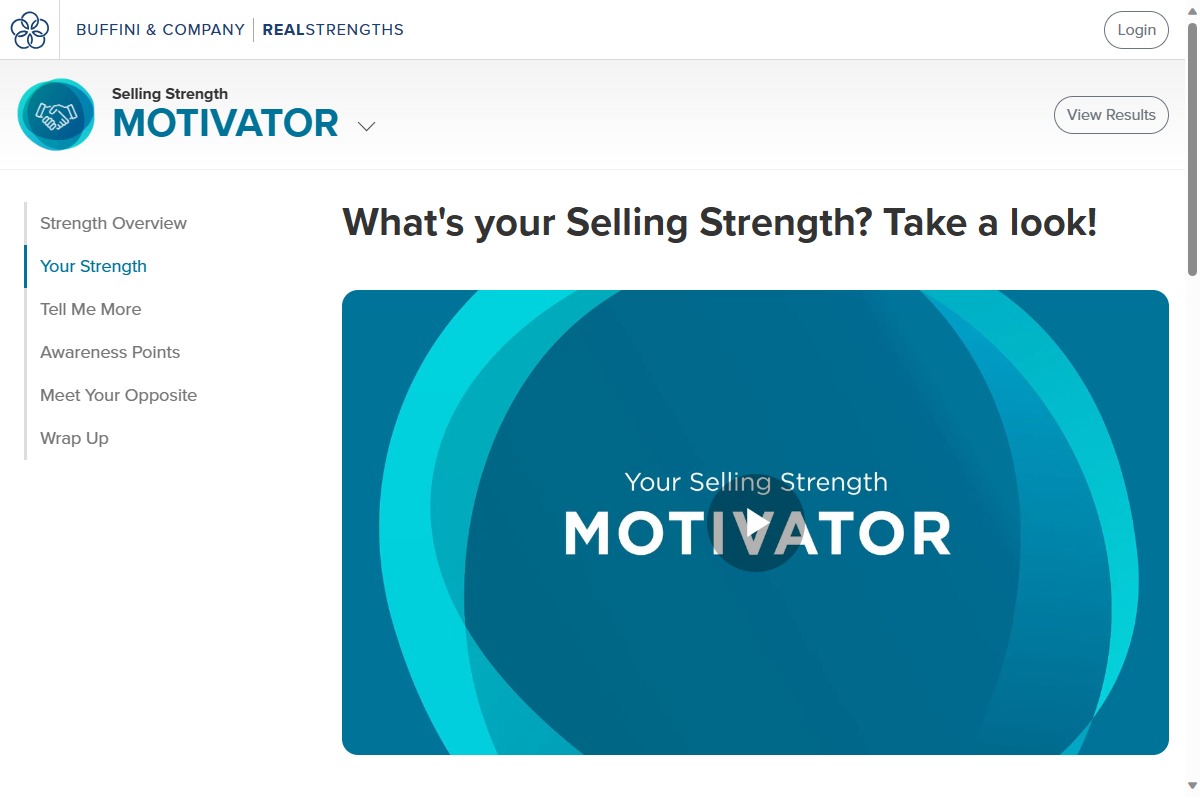 BUFFINI & COMPANY REALSTRENGTHS
Login
Selling Strength
MOTIVATOR
View Results
Strength Overview
Your Strength
Tell Me More
Awareness Points
Meet Your Opposite
Wrap Up
What's your Selling Strength? Take a look!
Your Selling Strength
MOTIVATOR